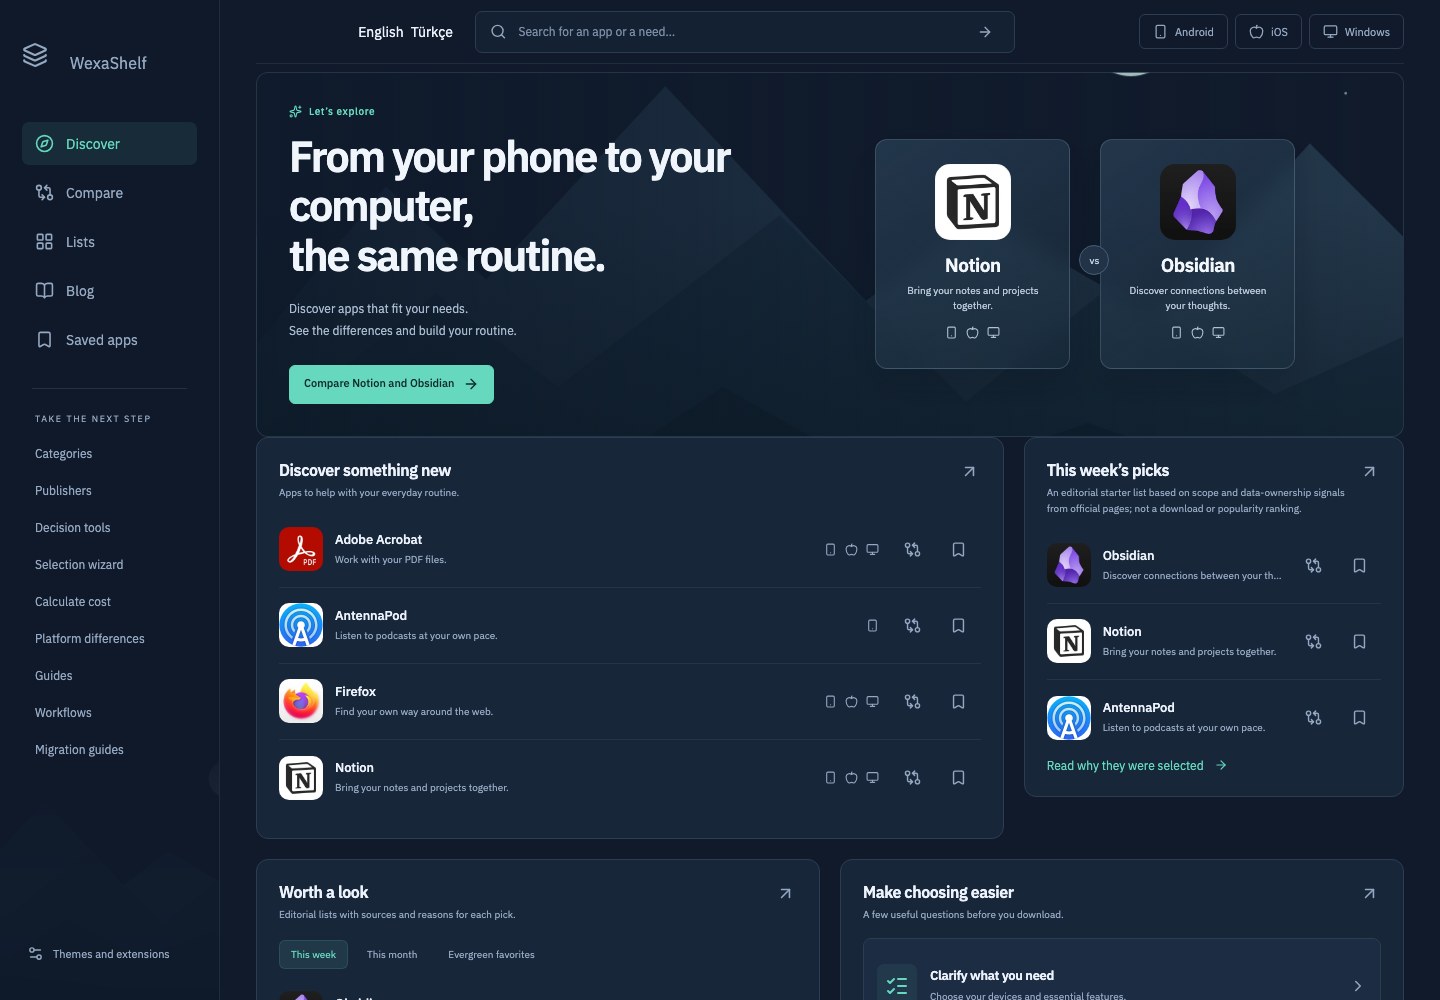 WexaShelf
English Türkçe
Search for an app or a need...
Android
iOS
Windows
Discover
Compare
Lists
Blog
Saved apps
TAKE THE NEXT STEP
Categories
Publishers
Decision tools
Selection wizard
Calculate cost
Platform differences
Guides
Workflows
Migration guides
Themes and extensions
Let's explore
From your phone to your
computer,
the same routine.
Discover apps that fit your needs.
See the differences and build your routine.
Compare Notion and Obsidian
Notion
Bring your notes and projects
together.
vs
Obsidian
Discover connections between
your thoughts.
Discover something new
Apps to help with your everyday routine.
PDF
Adobe Acrobat
Work with your PDF files.
AntennaPod
Listen to podcasts at your own pace.
Firefox
Find your own way around the web.
Notion
Bring your notes and projects together.
This week's picks
An editorial starter list based on scope and data-ownership signals
from official pages; not a download or popularity ranking.
Obsidian
Discover connections between your th...
Notion
Bring your notes and projects together.
AntennaPod
Listen to podcasts at your own pace.
Read why they were selected
Worth a look
Editorial lists with sources and reasons for each pick.
This week
This month
Evergreen favorites
Make choosing easier
A few useful questions before you download.
Clarify what you need
Choose your devices and essential features.